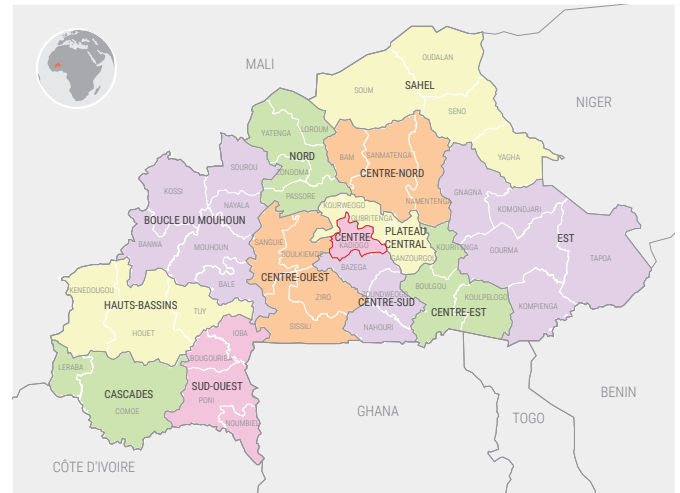 OUDALAN
MALI
SAHEL
SOUM
NIGER
SENO
YATENGA
LOROUM
NORD
BAM
SANMATENGA
YAGHA
SOUROU
ZONDOMA
CENTRE-NORD
KOSSI
GNAGNA
PASSORE
NAYALA
KOURWEOGO
NAMENTENGA
KOMONDJARI
BOUCLE DU MOUHOUN
OUBRITENGA
PLATEAU
CENTRAL
CENTRE
EST
BANWA
MOUHOUN
SANGUIE
KADIOGO
KOURITENGA
GOURMA
BOULKIEMDE
GANZOURGOU
TAPOA
BAZEGA
CENTRE-OUEST
BALE
BOULGOU
KENEDOUGOU
ZIRO
ZOUNDWEOGO
KOULPELOGO
HAUTS-BASSINS
CENTRE-SUD
KOMPIENGA
TUY
CENTRE-EST
SISSILI
NAHOURI
HOUET
IOBA
BOUGOURIBA
LERABA
SUD-OUEST
CASCADES
BENIN
PONI
COMOE
GHANA
TOGO
NOUMBIEL
CÔTE D'IVOIRE